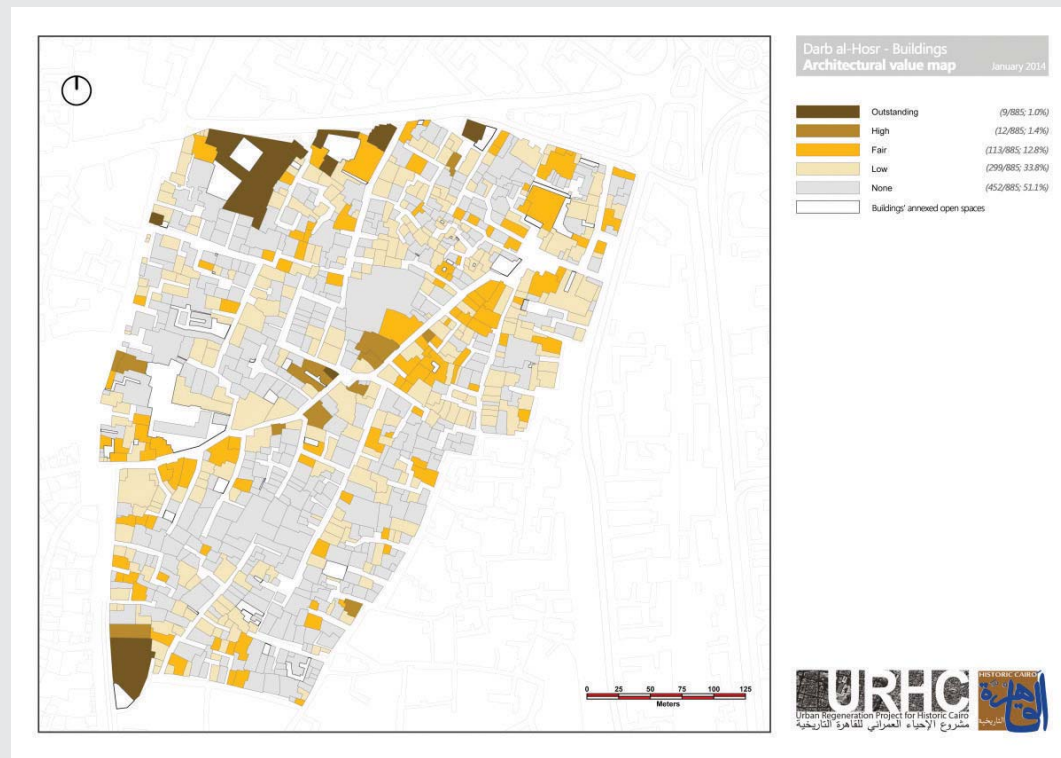 Darb al-Hosr - Buildings
Architectural value map January 2014
Outstanding (9/885; 1.0%)
High (12/885; 1.4%)
Fair (113/885; 12.8%)
Low (299/885; 33.8%)
None (452/885; 51.1%)
Buildings' annexed open spaces
0 25 50 75 100 125
Meters
URHC
Urban Regeneration Project for Historic Cairo
مشروع الإحياء العمراني للقاهرة التاريخية
HISTORIC CAIRO
القاهرة
التاريخية